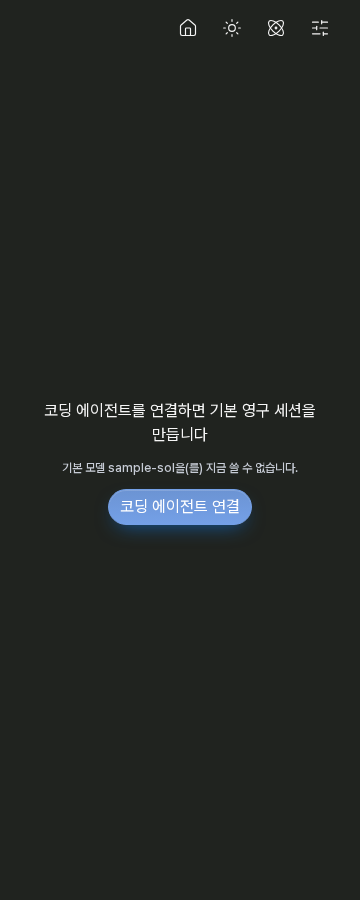 코딩 에이전트를 연결하면 기본 영구 세션을
만듭니다
기본 모델 sample-sol을(를) 지금 쓸 수 없습니다.
코딩 에이전트 연결